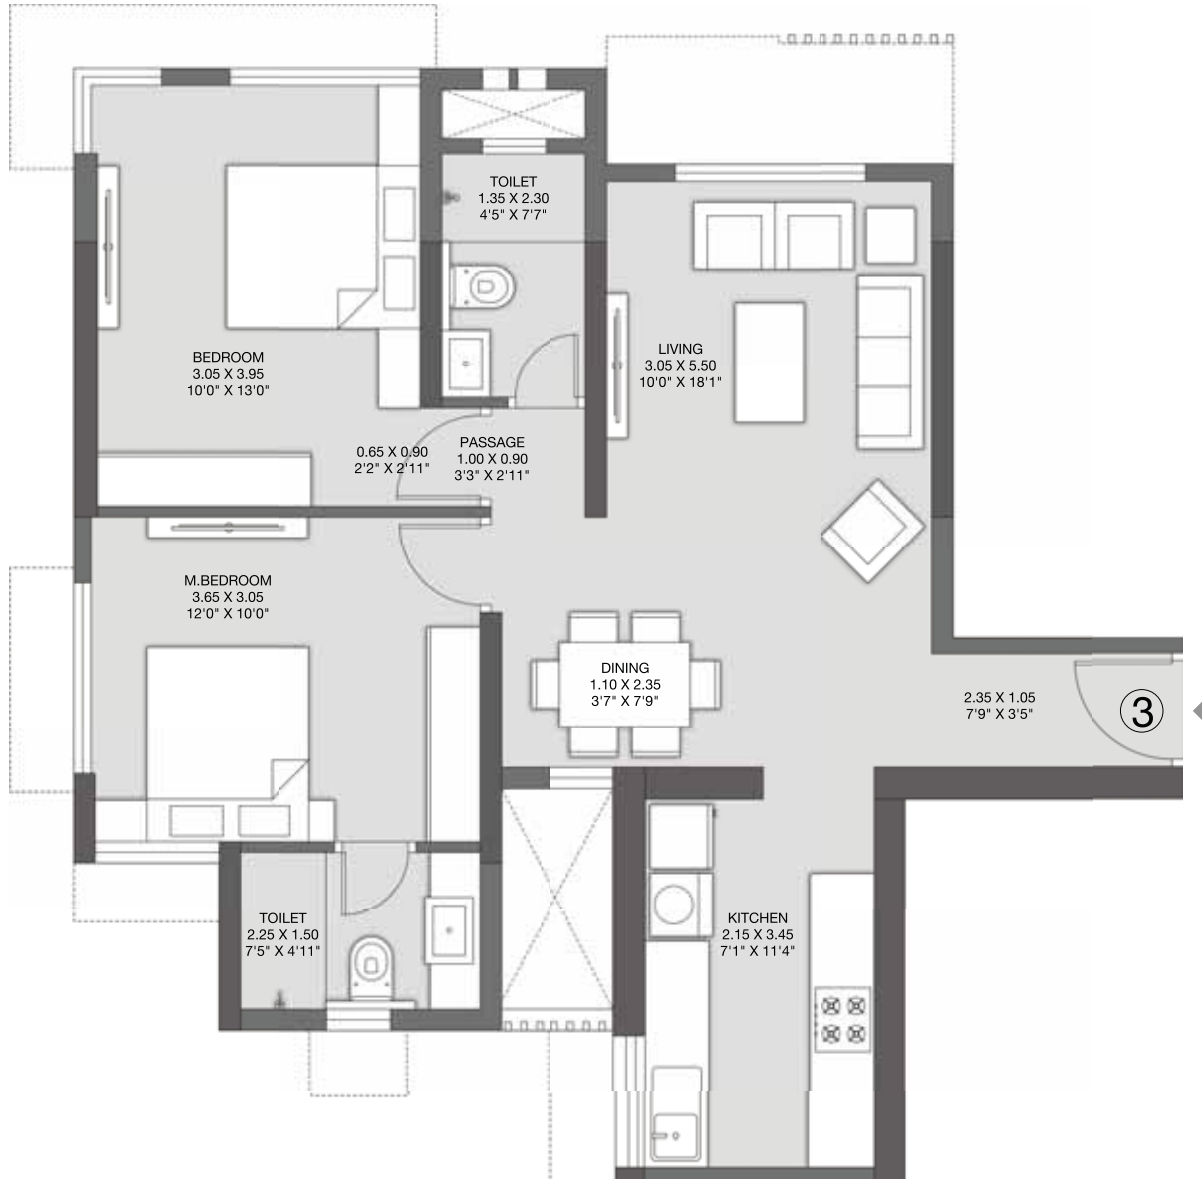 TOILET
1.35 X 2.30
4'5" X 7'7"
BEDROOM
3.05 X 3.95
10'0" X 13'0"
LIVING
3.05 X 5.50
10'0" X 18'1"
0.65 X 0.90
2'2" X 2'11"
PASSAGE
1.00 X 0.90
3'3" X 2'11"
M.BEDROOM
3.65 X 3.05
12'0" X 10'0"
DINING
1.10 X 2.35
3'7" X 7'9"
2.35 X 1.05
7'9" X 3'5"
3
TOILET
2.25 X 1.50
7'5" X 4'11"
KITCHEN
2.15 X 3.45
7'1" X 11'4"